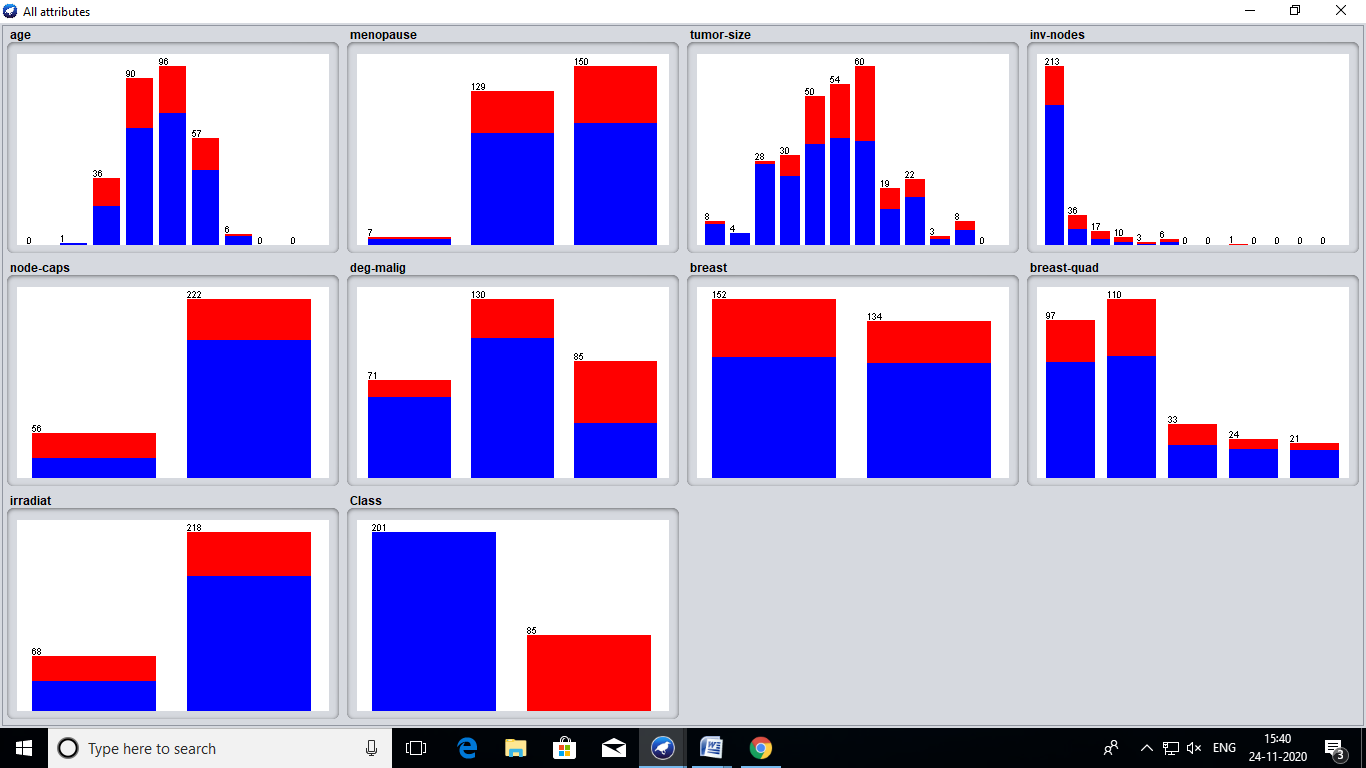 All attributes
age
0 1 36 90 96 57 6 0 0
menopause
7 129 150
tumor-size
8 4 28 30 50 54 60 19 22 3 8 0
inv-nodes
213 36 17 10 3 6 0 0 1 0 0 0 0
node-caps
56 222
deg-malig
71 130 85
breast
152 134
breast-quad
97 110 33 24 21
irradiat
68 218
Class
201 85
Type here to search
W
ENG
15:40
24-11-2020
3